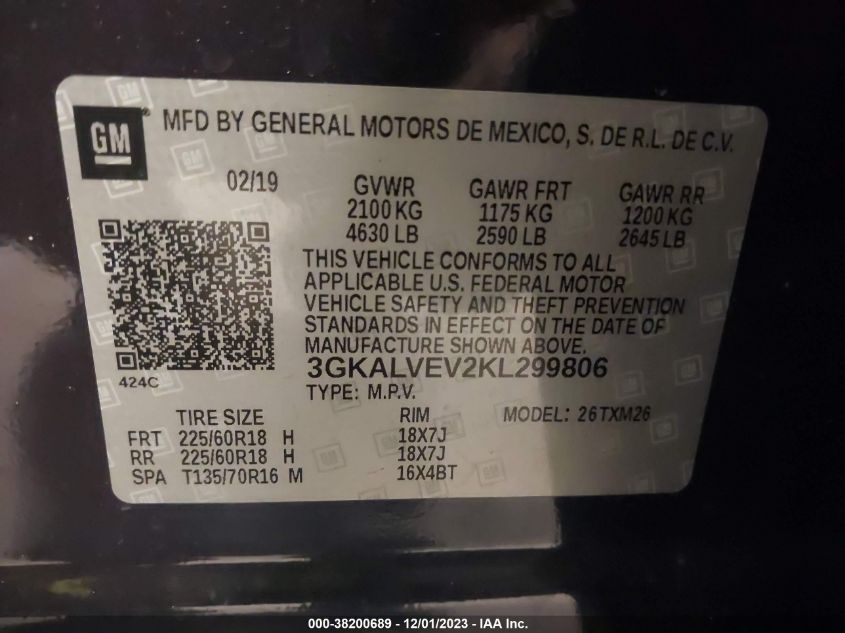 GM
MFD BY GENERAL MOTORS DE MEXICO, S. DE R.L. DE C.V.
02/19 GVWR GAWR FRT GAWR RR
2100 KG 1175 KG 1200 KG
4630 LB 2590 LB 2645 LB
THIS VEHICLE CONFORMS TO ALL
APPLICABLE U.S. FEDERAL MOTOR
VEHICLE SAFETY AND THEFT PREVENTION
STANDARDS IN EFFECT ON THE DATE OF
MANUFACTURE SHOWN ABOVE.
3GKALVEV2KL299806
424C
TYPE: M.P.V.
TIRE SIZE RIM MODEL: 26TXM26
FRT 225/60R18 H 18X7J
RR 225/60R18 H 18X7J
SPA T135/70R16 M 16X4BT
000-38200689 - 12/01/2023 - IAA Inc.